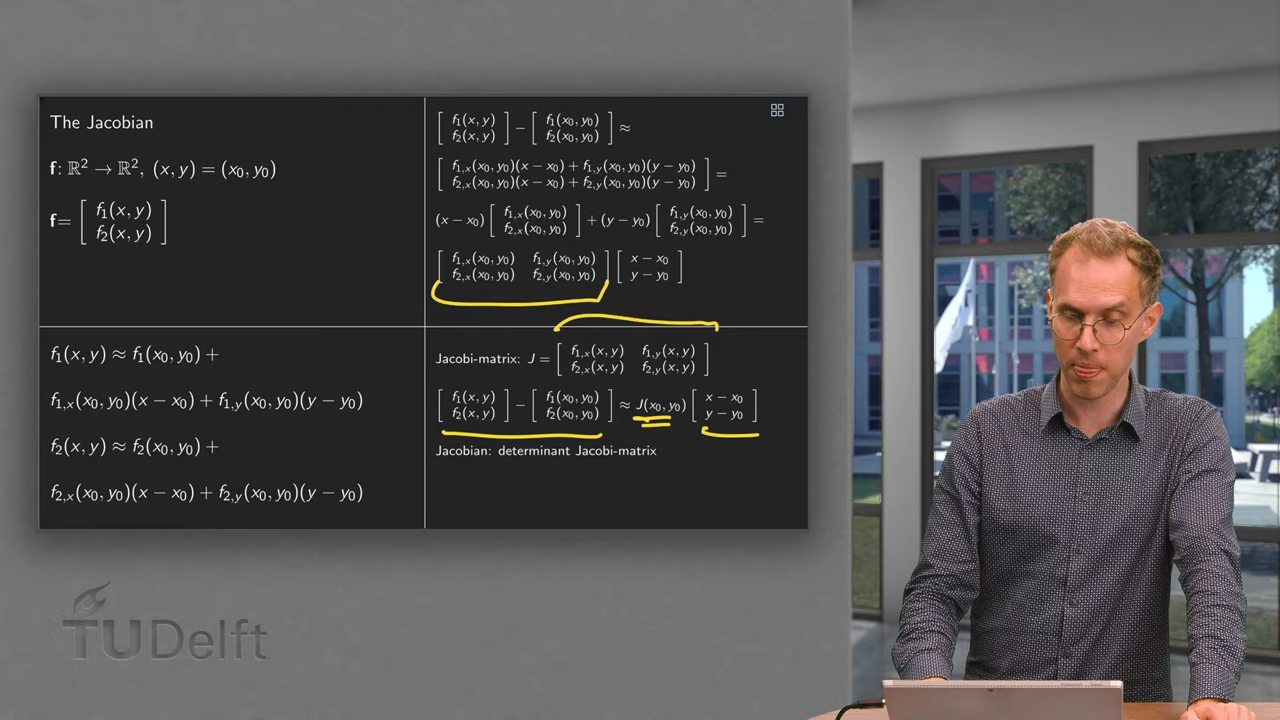 The Jacobian
f: ℝ² → ℝ², (x, y) = (x₀, y₀)
f= [ f₁(x, y)
f₂(x, y) ]
[ f₁(x, y)
f₂(x, y) ] − [ f₁(x₀, y₀)
f₂(x₀, y₀) ] ≈
[ f₁,ₓ(x₀, y₀)(x − x₀) + f₁,ᵧ(x₀, y₀)(y − y₀)
f₂,ₓ(x₀, y₀)(x − x₀) + f₂,ᵧ(x₀, y₀)(y − y₀) ] =
(x − x₀) [ f₁,ₓ(x₀, y₀)
f₂,ₓ(x₀, y₀) ] + (y − y₀) [ f₁,ᵧ(x₀, y₀)
f₂,ᵧ(x₀, y₀) ] =
[ f₁,ₓ(x₀, y₀) f₁,ᵧ(x₀, y₀)
f₂,ₓ(x₀, y₀) f₂,ᵧ(x₀, y₀) ] [ x − x₀
y − y₀ ]
f₁(x, y) ≈ f₁(x₀, y₀) +
f₁,ₓ(x₀, y₀)(x − x₀) + f₁,ᵧ(x₀, y₀)(y − y₀)
f₂(x, y) ≈ f₂(x₀, y₀) +
f₂,ₓ(x₀, y₀)(x − x₀) + f₂,ᵧ(x₀, y₀)(y − y₀)
Jacobi-matrix: J = [ f₁,ₓ(x, y) f₁,ᵧ(x, y)
f₂,ₓ(x, y) f₂,ᵧ(x, y) ]
[ f₁(x, y)
f₂(x, y) ] − [ f₁(x₀, y₀)
f₂(x₀, y₀) ] ≈ J(x₀, y₀) [ x − x₀
y − y₀ ]
Jacobian: determinant Jacobi-matrix
TUDelft